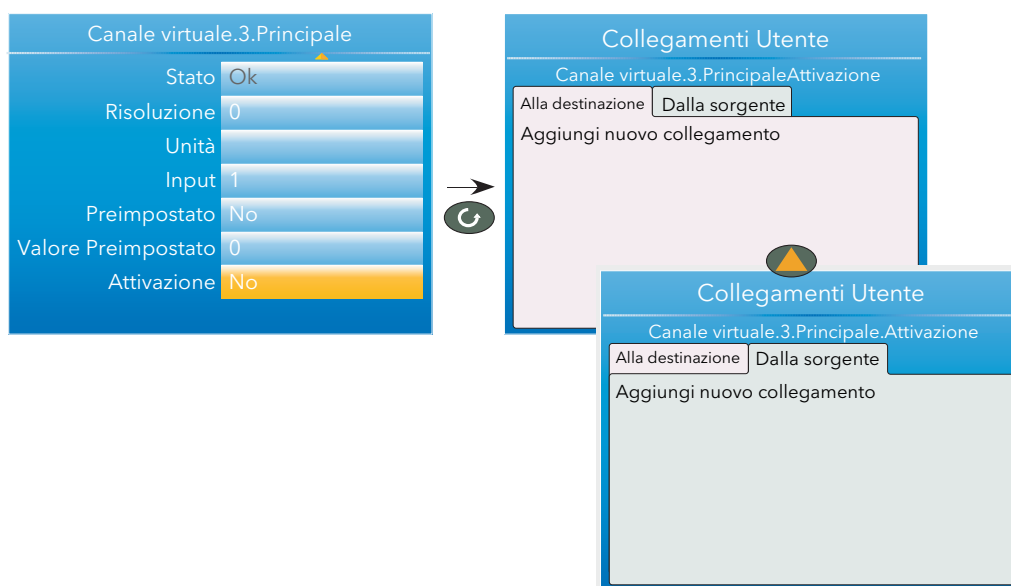 Canale virtuale.3.Principale
Stato Ok
Risoluzione 0
Unità
Input 1
Preimpostato No
Valore Preimpostato 0
Attivazione No
Collegamenti Utente
Canale virtuale.3.PrincipaleAttivazione
Alla destinazione Dalla sorgente
Aggiungi nuovo collegamento
Collegamenti Utente
Canale virtuale.3.Principale.Attivazione
Alla destinazione Dalla sorgente
Aggiungi nuovo collegamento